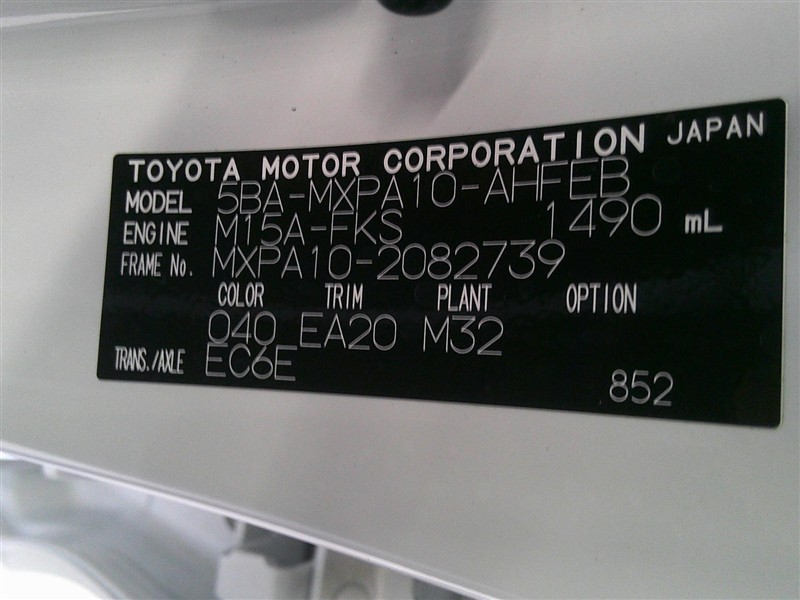 TOYOTA MOTOR CORPORATION JAPAN
MODEL 5BA-MXPA10-AHFEB
ENGINE M15A-FKS 1490 mL
FRAME No. MXPA10-2082739
COLOR TRIM PLANT OPTION
040 EA20 M32
TRANS./AXLE EC6E
852